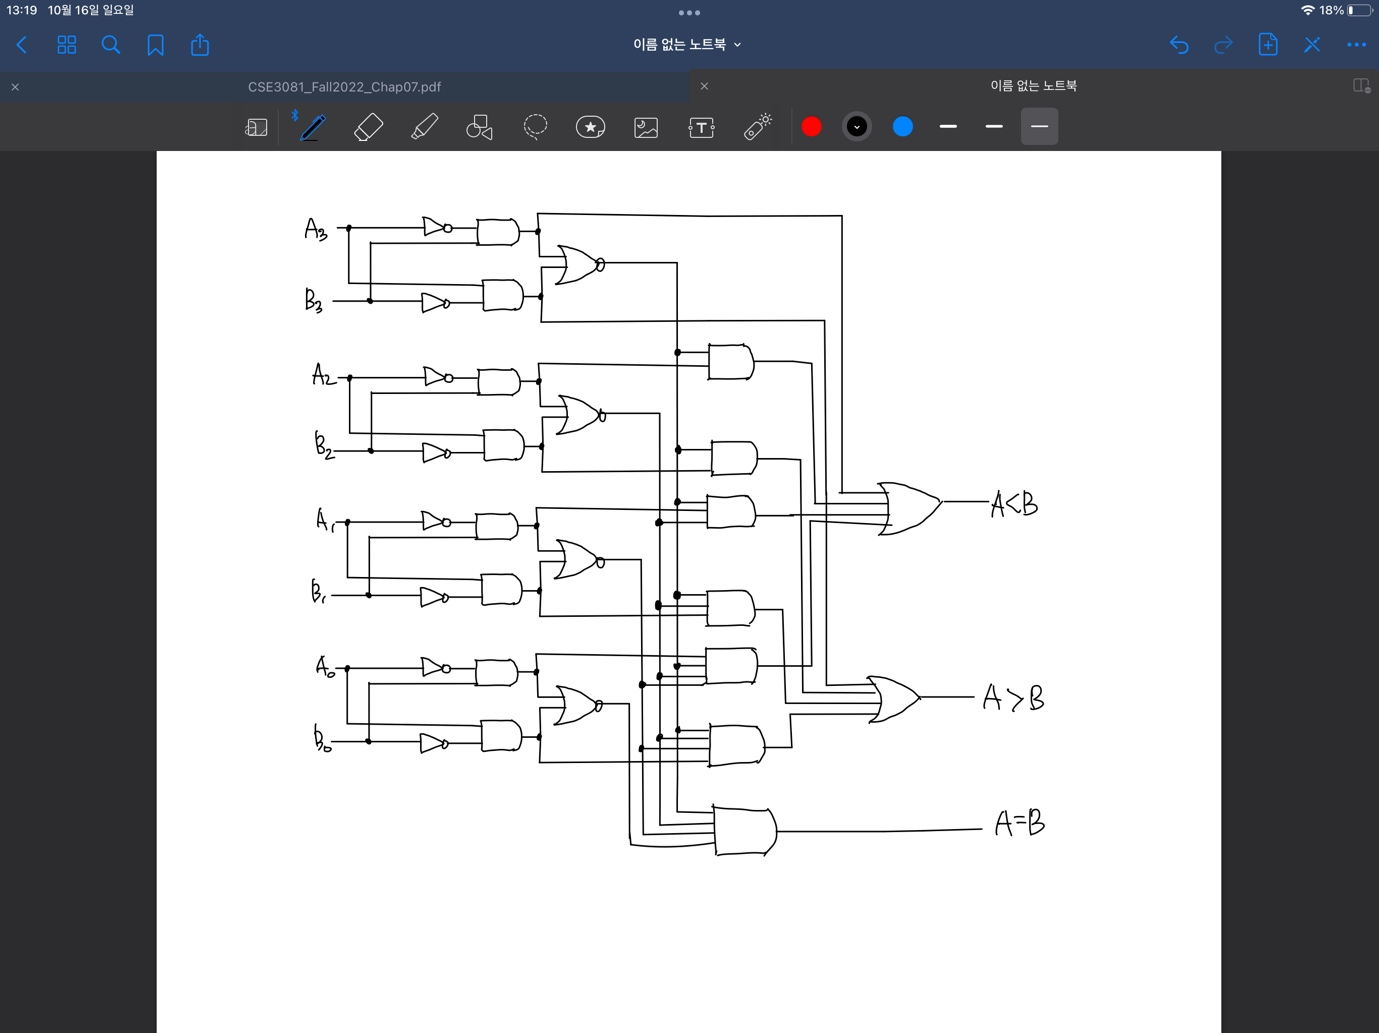 13:19 10월 16일 일요일
18%
이름 없는 노트북
CSE3081_Fall2022_Chap07.pdf
이름 없는 노트북
T
A₃
B₃
A₂
B₂
A₁
B₁
A₀
B₀
A<B
A>B
A=B